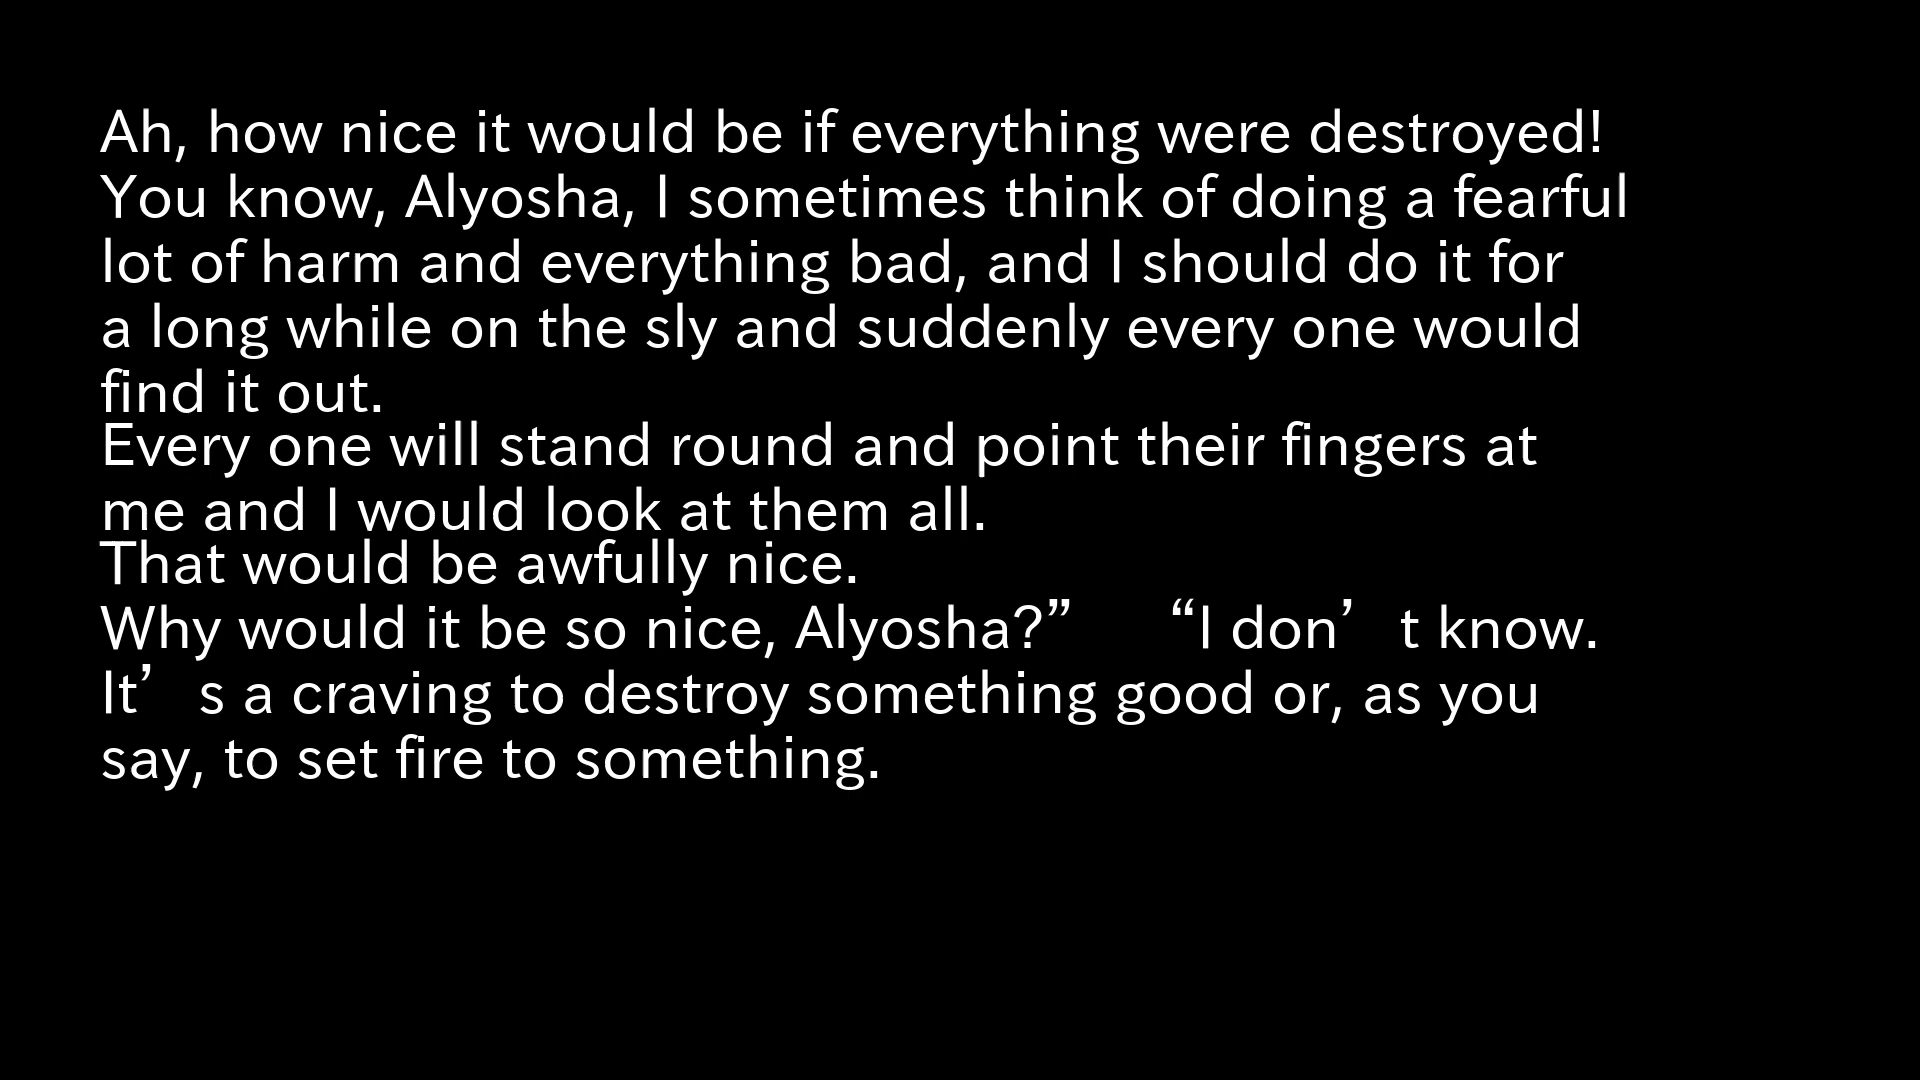 Ah, how nice it would be if everything were destroyed!
You know, Alyosha, I sometimes think of doing a fearful
lot of harm and everything bad, and I should do it for
a long while on the sly and suddenly every one would
find it out.
Every one will stand round and point their fingers at
me and I would look at them all.
That would be awfully nice.
Why would it be so nice, Alyosha?” “I don’t know.
It’s a craving to destroy something good or, as you
say, to set fire to something.